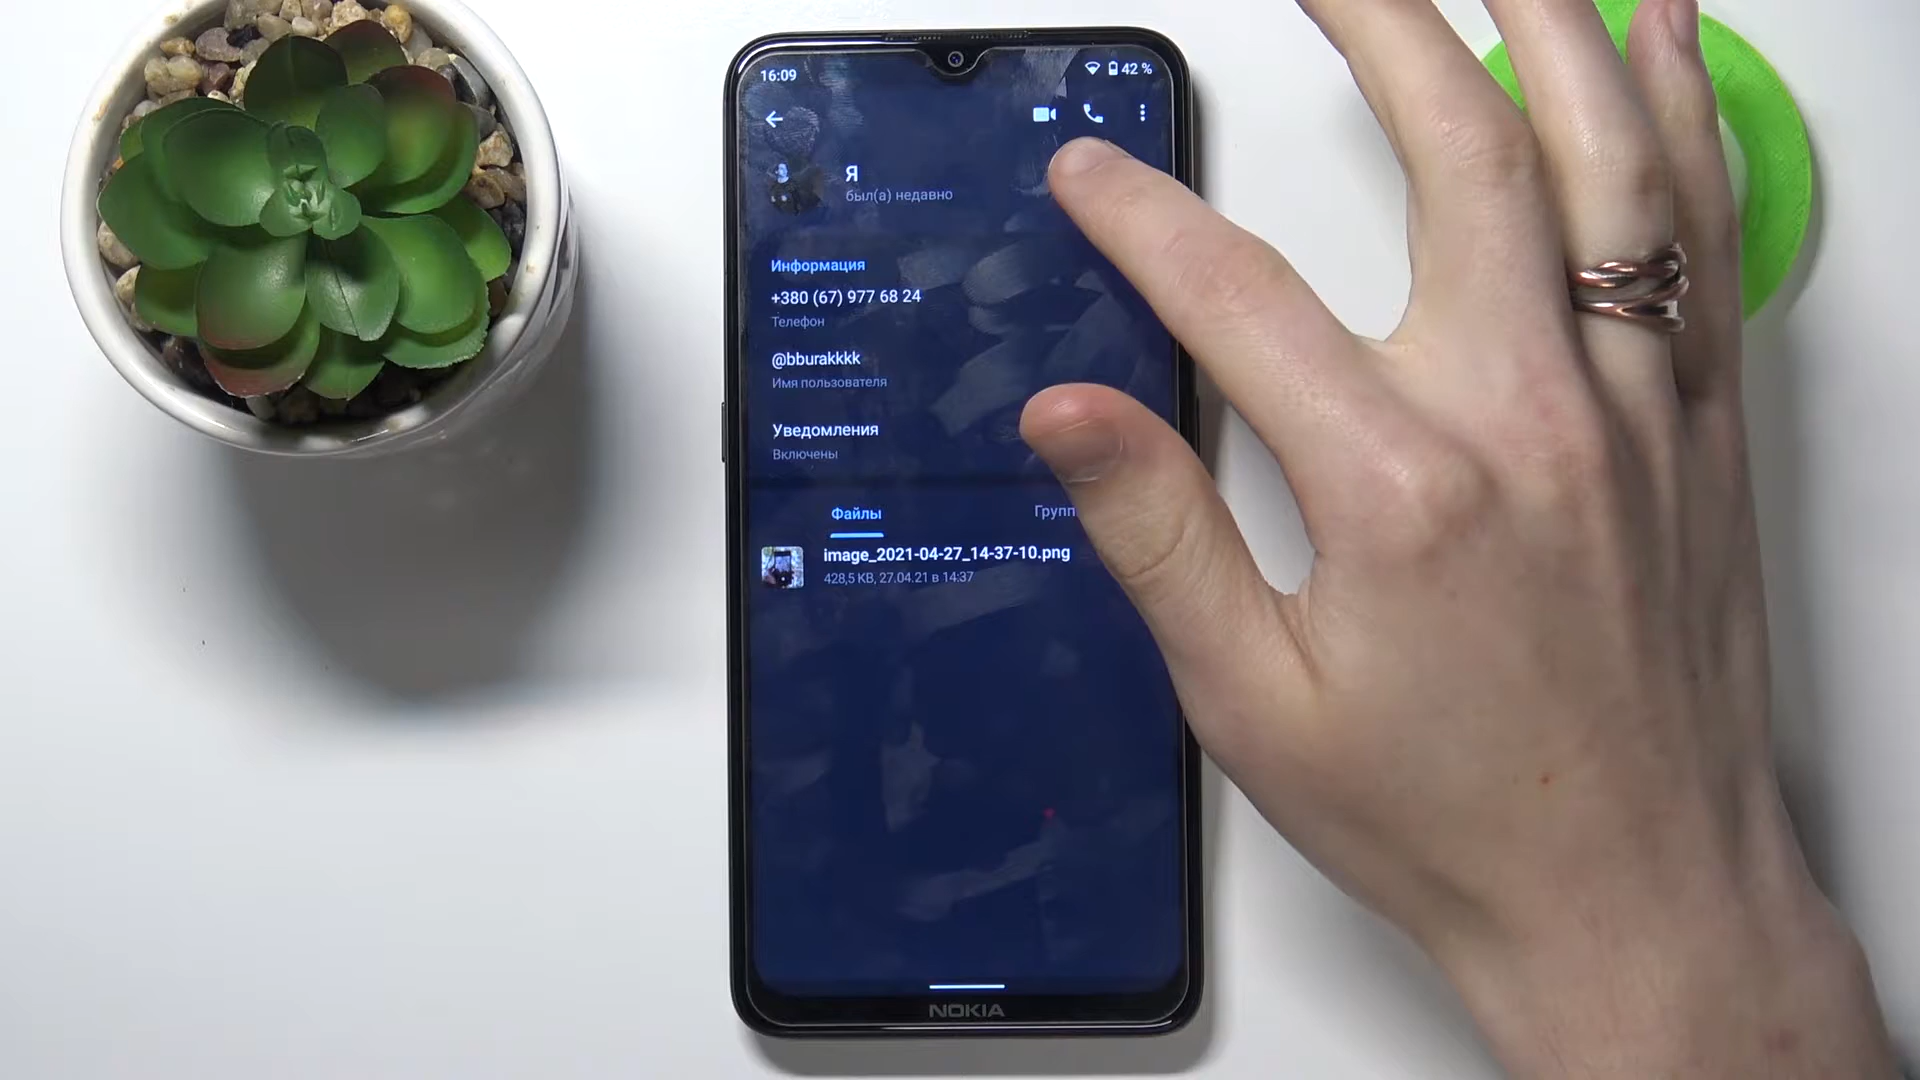 16:09
42 %
Я
был(а) недавно
Информация
+380 (67) 977 68 24
Телефон
@bburakkkk
Имя пользователя
Уведомления
Включены
Файлы
Групп
image_2021-04-27_14-37-10.png
428,5 KB, 27.04.21 в 14:37
NOKIA